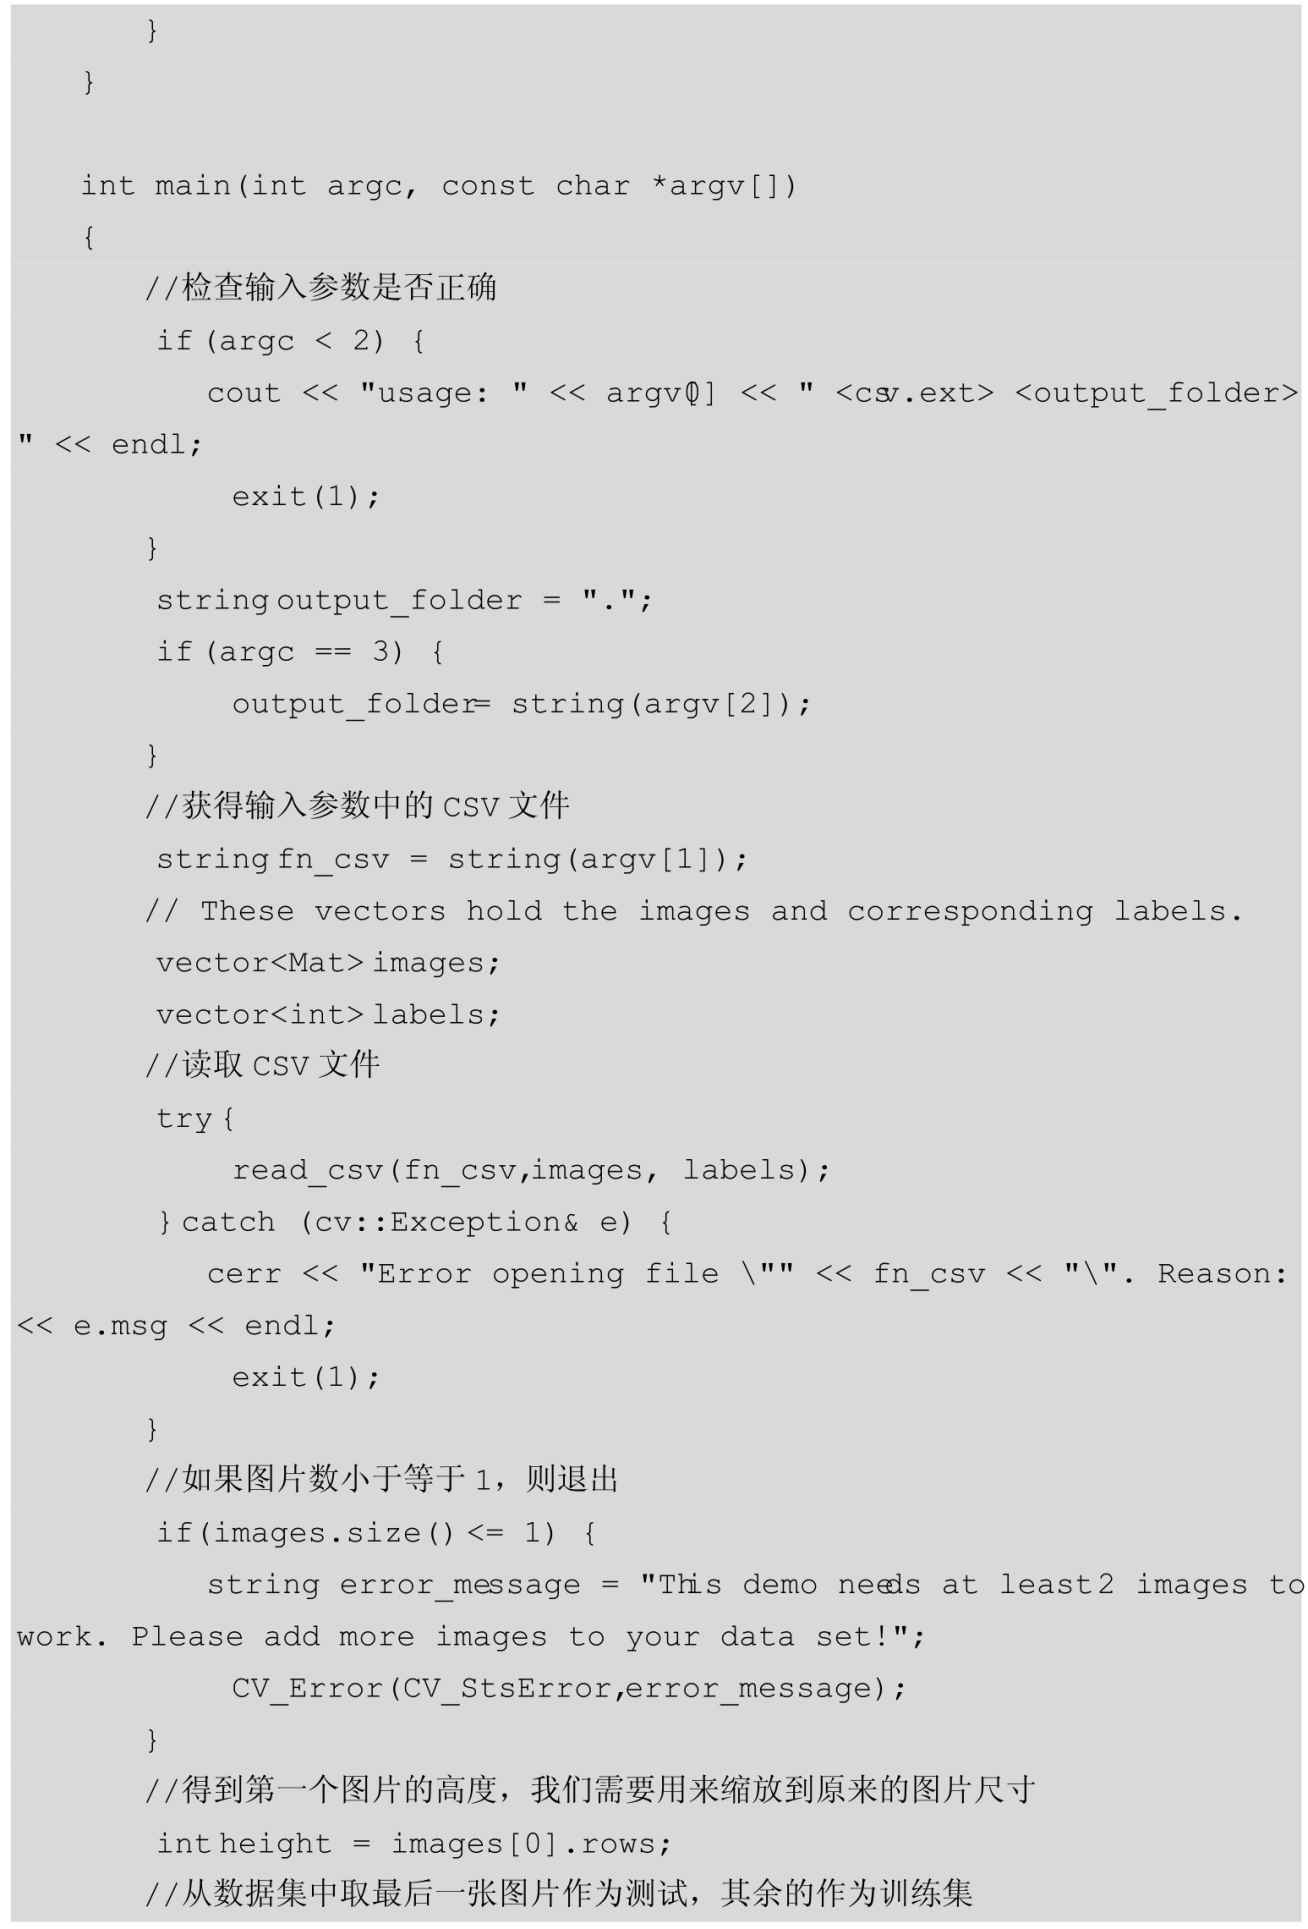 }
}
int main(int argc, const char *argv[])
{
//检查输入参数是否正确
if (argc < 2) {
cout << "usage: " << argv[0] << " <csv.ext> <output_folder>
" << endl;
exit(1);
}
string output_folder = ".";
if (argc == 3) {
output_folder = string(argv[2]);
}
//获得输入参数中的 CSV 文件
string fn_csv = string(argv[1]);
// These vectors hold the images and corresponding labels.
vector<Mat> images;
vector<int> labels;
//读取 CSV 文件
try {
read_csv(fn_csv,images, labels);
} catch (cv::Exception& e) {
cerr << "Error opening file \"" << fn_csv << "\". Reason:
<< e.msg << endl;
exit(1);
}
//如果图片数小于等于 1，则退出
if(images.size() <= 1) {
string error_message = "This demo needs at least 2 images to
work. Please add more images to your data set!";
CV_Error(CV_StsError,error_message);
}
//得到第一个图片的高度，我们需要用来缩放到原来的图片尺寸
int height = images[0].rows;
//从数据集中取最后一张图片作为测试，其余的作为训练集